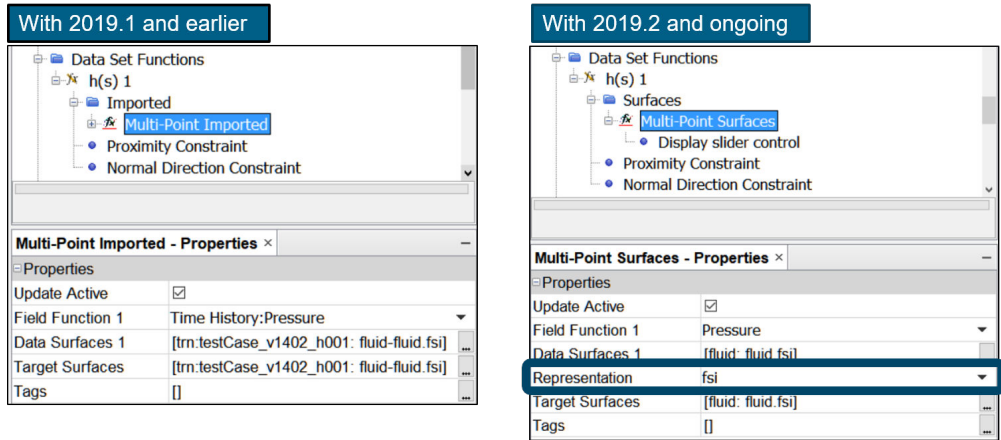 With 2019.1 and earlier
Data Set Functions
h(s) 1
Imported
Multi-Point Imported
Proximity Constraint
Normal Direction Constraint
Multi-Point Imported - Properties ×
Properties
Update Active
Field Function 1 Time History:Pressure
Data Surfaces 1 [trn:testCase_v1402_h001: fluid-fluid.fsi] ...
Target Surfaces [trn:testCase_v1402_h001: fluid-fluid.fsi] ...
Tags [] ...
With 2019.2 and ongoing
Data Set Functions
h(s) 1
Surfaces
Multi-Point Surfaces
Display slider control
Proximity Constraint
Normal Direction Constraint
Multi-Point Surfaces - Properties ×
Properties
Update Active
Field Function 1 Pressure
Data Surfaces 1 [fluid: fluid.fsi]
Representation fsi
Target Surfaces [fluid: fluid.fsi] ...
Tags [] ...